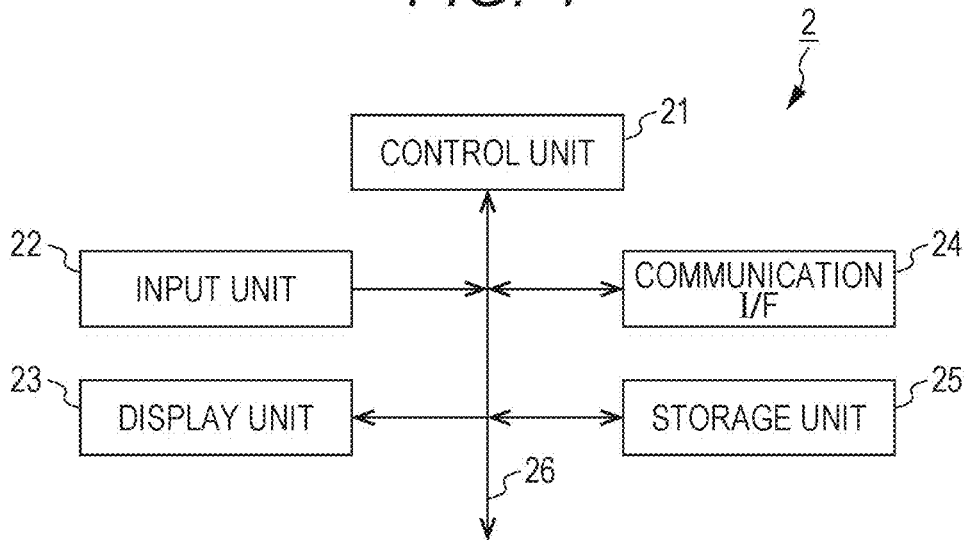 2
21
CONTROL UNIT
22
INPUT UNIT
24
COMMUNICATION
I/F
23
DISPLAY UNIT
25
STORAGE UNIT
26